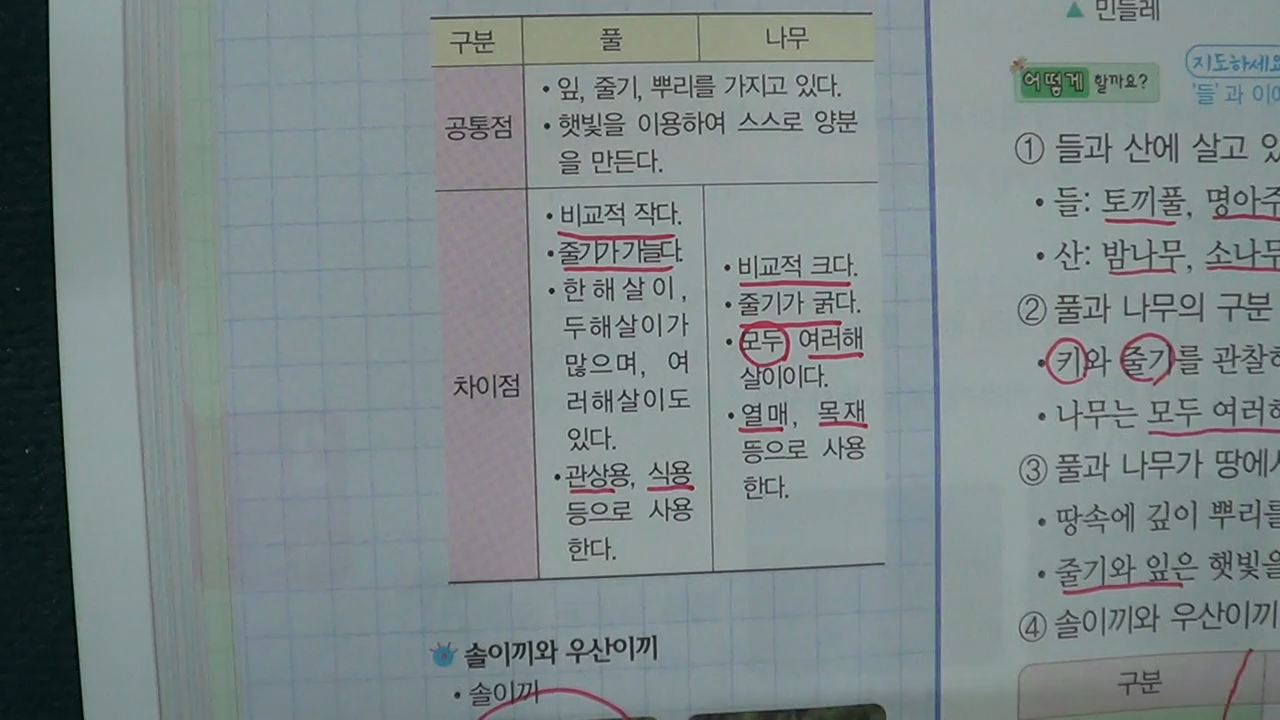 구분 풀 나무
공통점
• 잎, 줄기, 뿌리를 가지고 있다.
• 햇빛을 이용하여 스스로 양분
을 만든다.
차이점
• 비교적 작다.
• 줄기가 가늘다.
• 한해살이,
두해살이가
많으며, 여
러해살이도
있다.
• 관상용, 식용
등으로 사용
한다.
• 비교적 크다.
• 줄기가 굵다.
• 모두 여러해
살이이다.
• 열매, 목재
등으로 사용
한다.
솔이끼와 우산이끼
• 솔이끼
▲ 민들레
어떻게 할까요?
지도하세요
'들'과 이
① 들과 산에 살고
• 들: 토끼풀, 명아주
• 산: 밤나무, 소나무
② 풀과 나무의 구분
• 키와 줄기를 관찰하
• 나무는 모두 여러해
③ 풀과 나무가 땅에서
• 땅속에 깊이 뿌리를
• 줄기와 잎은 햇빛을
④ 솔이끼와 우산이끼
구분